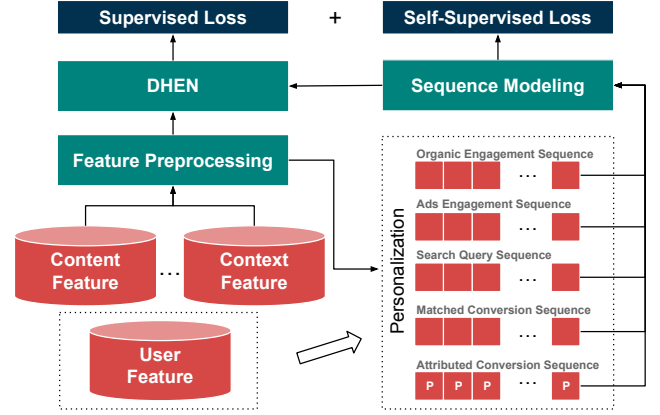 Supervised Loss + Self-Supervised Loss
DHEN
Sequence Modeling
Feature Preprocessing
Content
Feature
...
Context
Feature
User
Feature
Personalization
Organic Engagement Sequence
...
Ads Engagement Sequence
...
Search Query Sequence
...
Matched Conversion Sequence
...
Attributed Conversion Sequence
P P P ... P